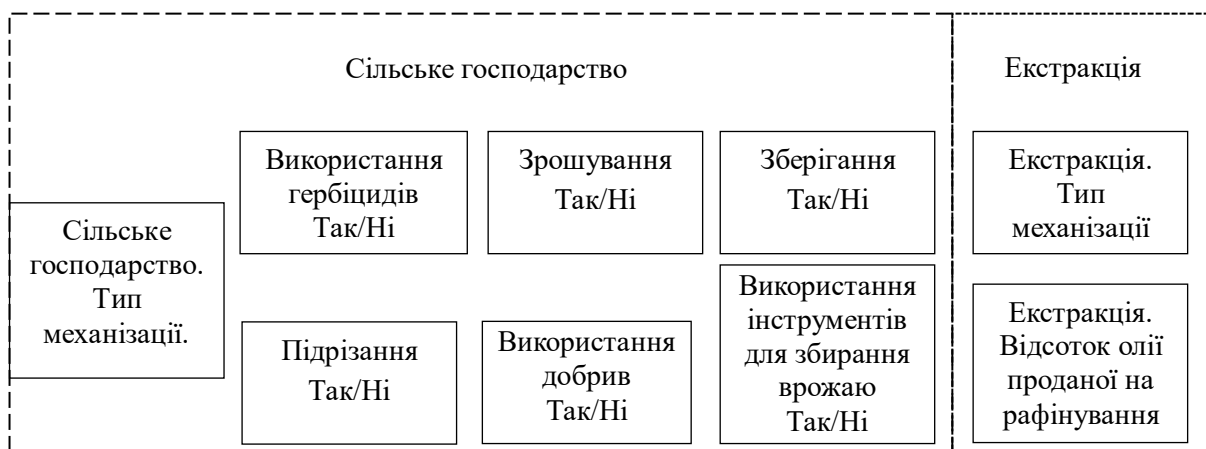 Сільське господарство
Екстракція
Сільське
господарство.
Тип
механізації.
Використання
гербіцидів
Так/Ні
Зрошування
Так/Ні
Зберігання
Так/Ні
Підрізання
Так/Ні
Використання
добрив
Так/Ні
Використання
інструментів
для збирання
врожаю
Так/Ні
Екстракція.
Тип
механізації
Екстракція.
Відсоток олії
проданої на
рафінування